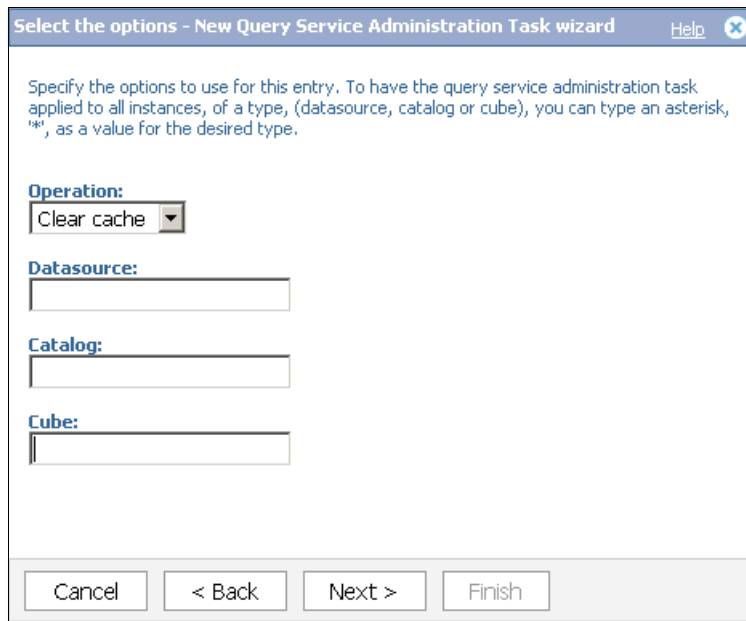 Select the options - New Query Service Administration Task wizard Help
Specify the options to use for this entry. To have the query service administration task
applied to all instances, of a type, (datasource, catalog or cube), you can type an asterisk,
'*', as a value for the desired type.
Operation:
Clear cache
Datasource:
Catalog:
Cube:
Cancel < Back Next > Finish